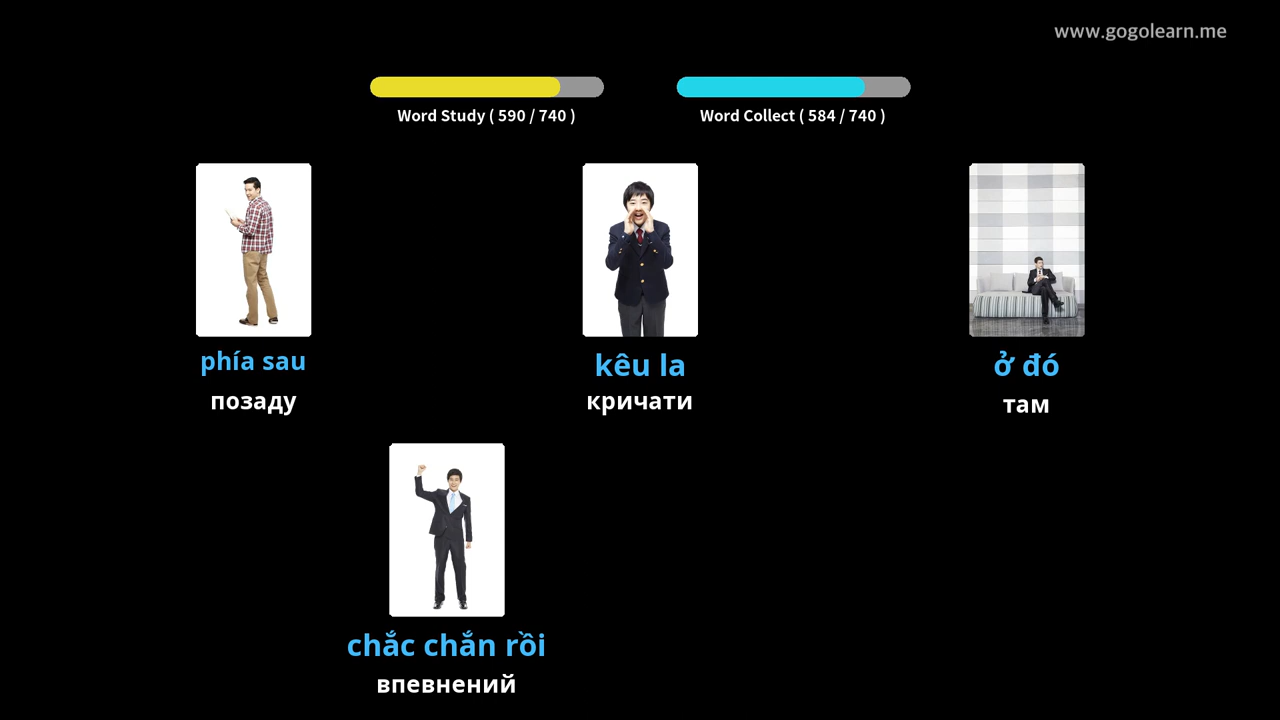 www.gogolearn.me
Word Study ( 590 / 740 )
Word Collect ( 584 / 740 )
phía sau
позаду
kêu la
кричати
ở đó
там
chắc chắn rồi
впевнений